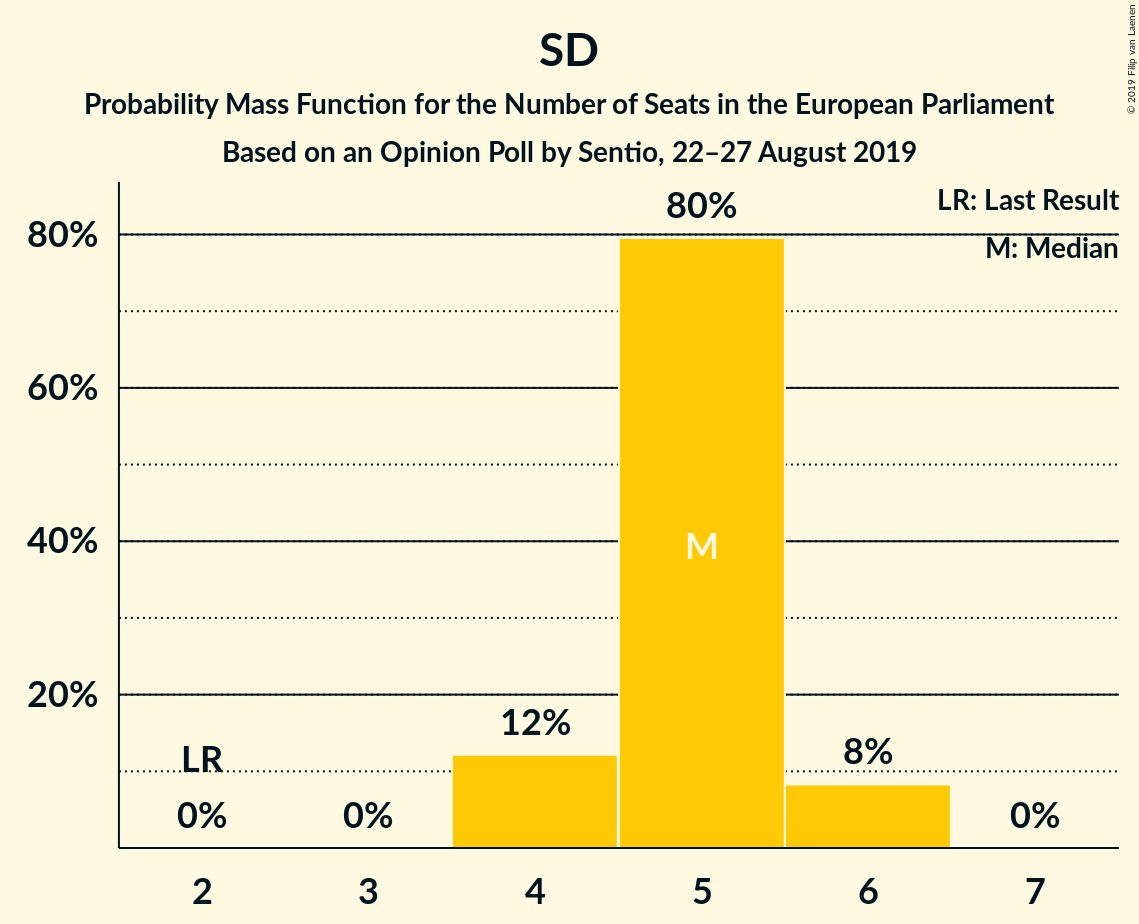 SD
Probability Mass Function for the Number of Seats in the European Parliament
Based on an Opinion Poll by Sentio, 22–27 August 2019
© 2019 Filip van Laenen
LR: Last Result
M: Median
80%
60%
40%
20%
LR
0%
0%
12%
80%
M
8%
0%
2
3
4
5
6
7